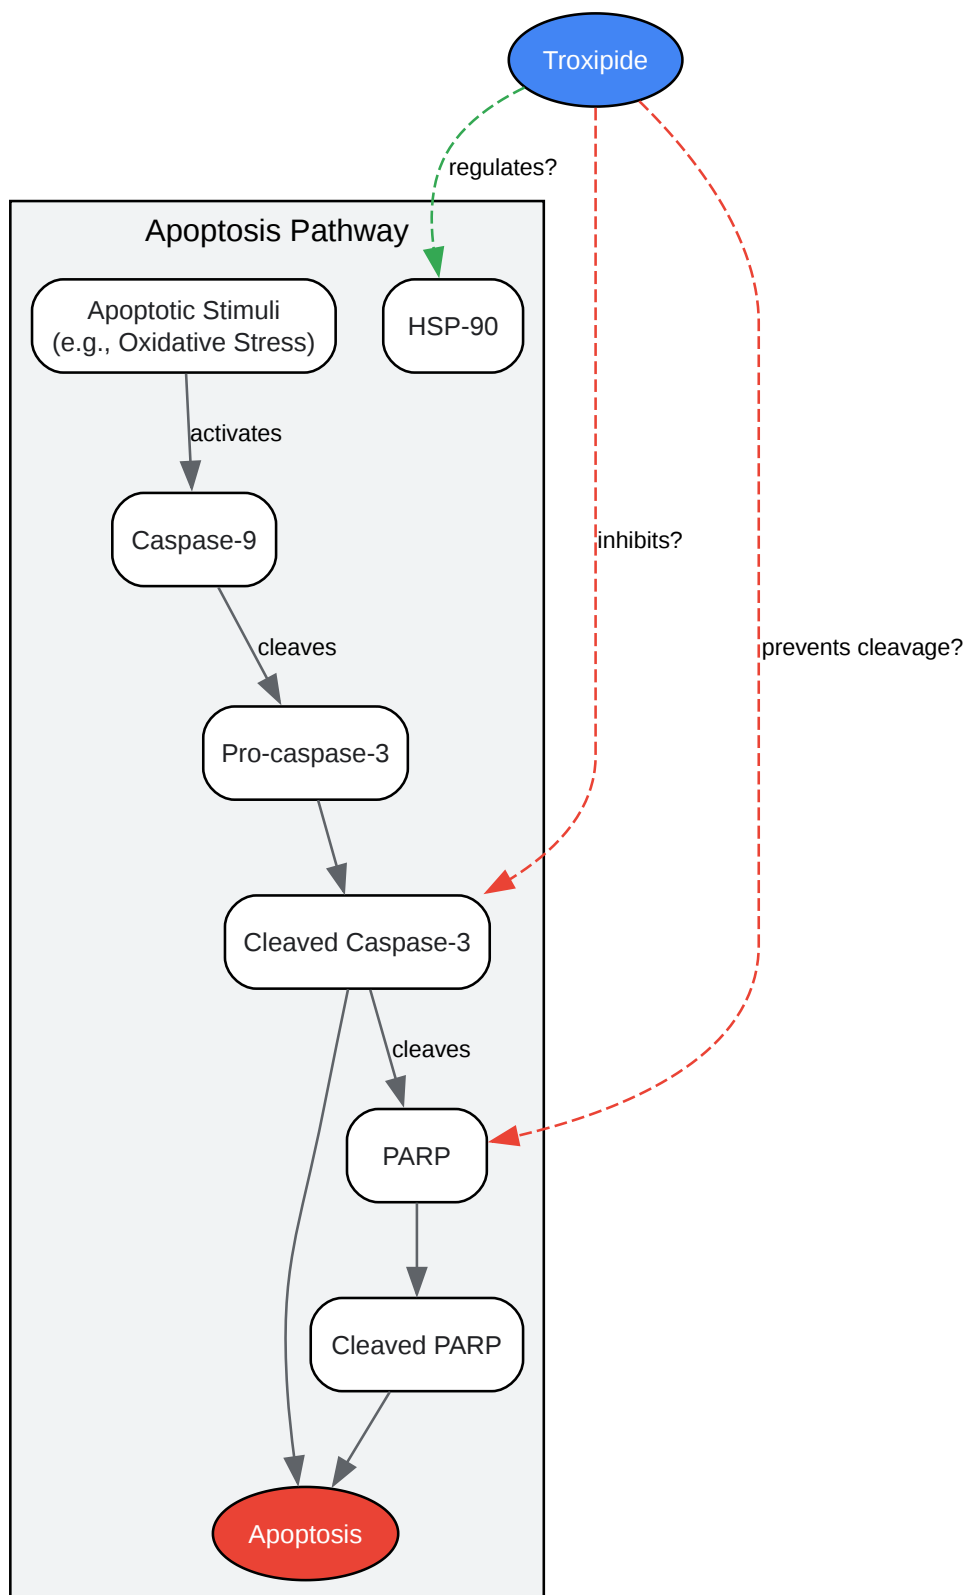 Troxipide
regulates?
Apoptosis Pathway
Apoptotic Stimuli
(e.g., Oxidative Stress)
HSP-90
activates
Caspase-9
inhibits?
cleaves
prevents cleavage?
Pro-caspase-3
Cleaved Caspase-3
cleaves
PARP
Cleaved PARP
Apoptosis